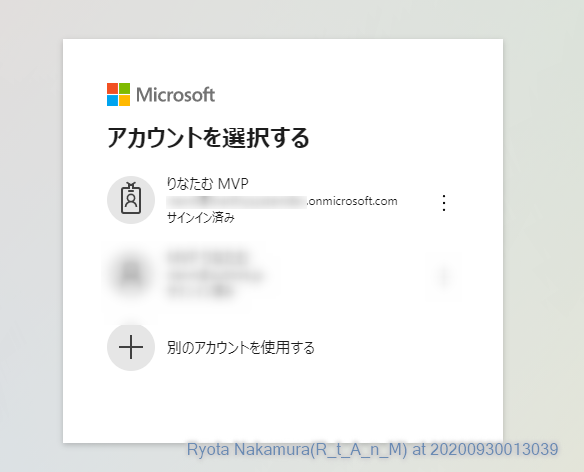 Microsoft
アカウントを選択する
りなたむ MVP
.onmicrosoft.com
サインイン済み
別のアカウントを使用する
Ryota Nakamura(R_t_A_n_M) at 20200930013039